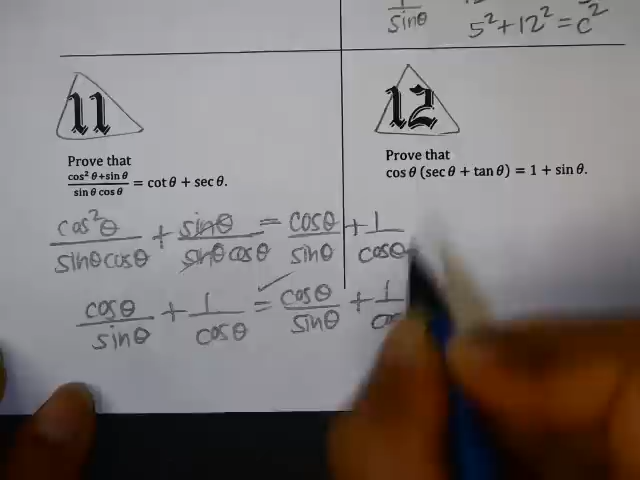 1
sinθ
5² + 12² = c²
11
Prove that
cos² θ+sin θ / sin θ cos θ = cot θ + sec θ.
cos²θ / sinθcosθ + sinθ / sinθcosθ = cosθ / sinθ + 1 / cosθ
cosθ / sinθ + 1 / cosθ = cosθ / sinθ + 1 / cos
12
Prove that
cos θ (sec θ + tan θ) = 1 + sin θ.